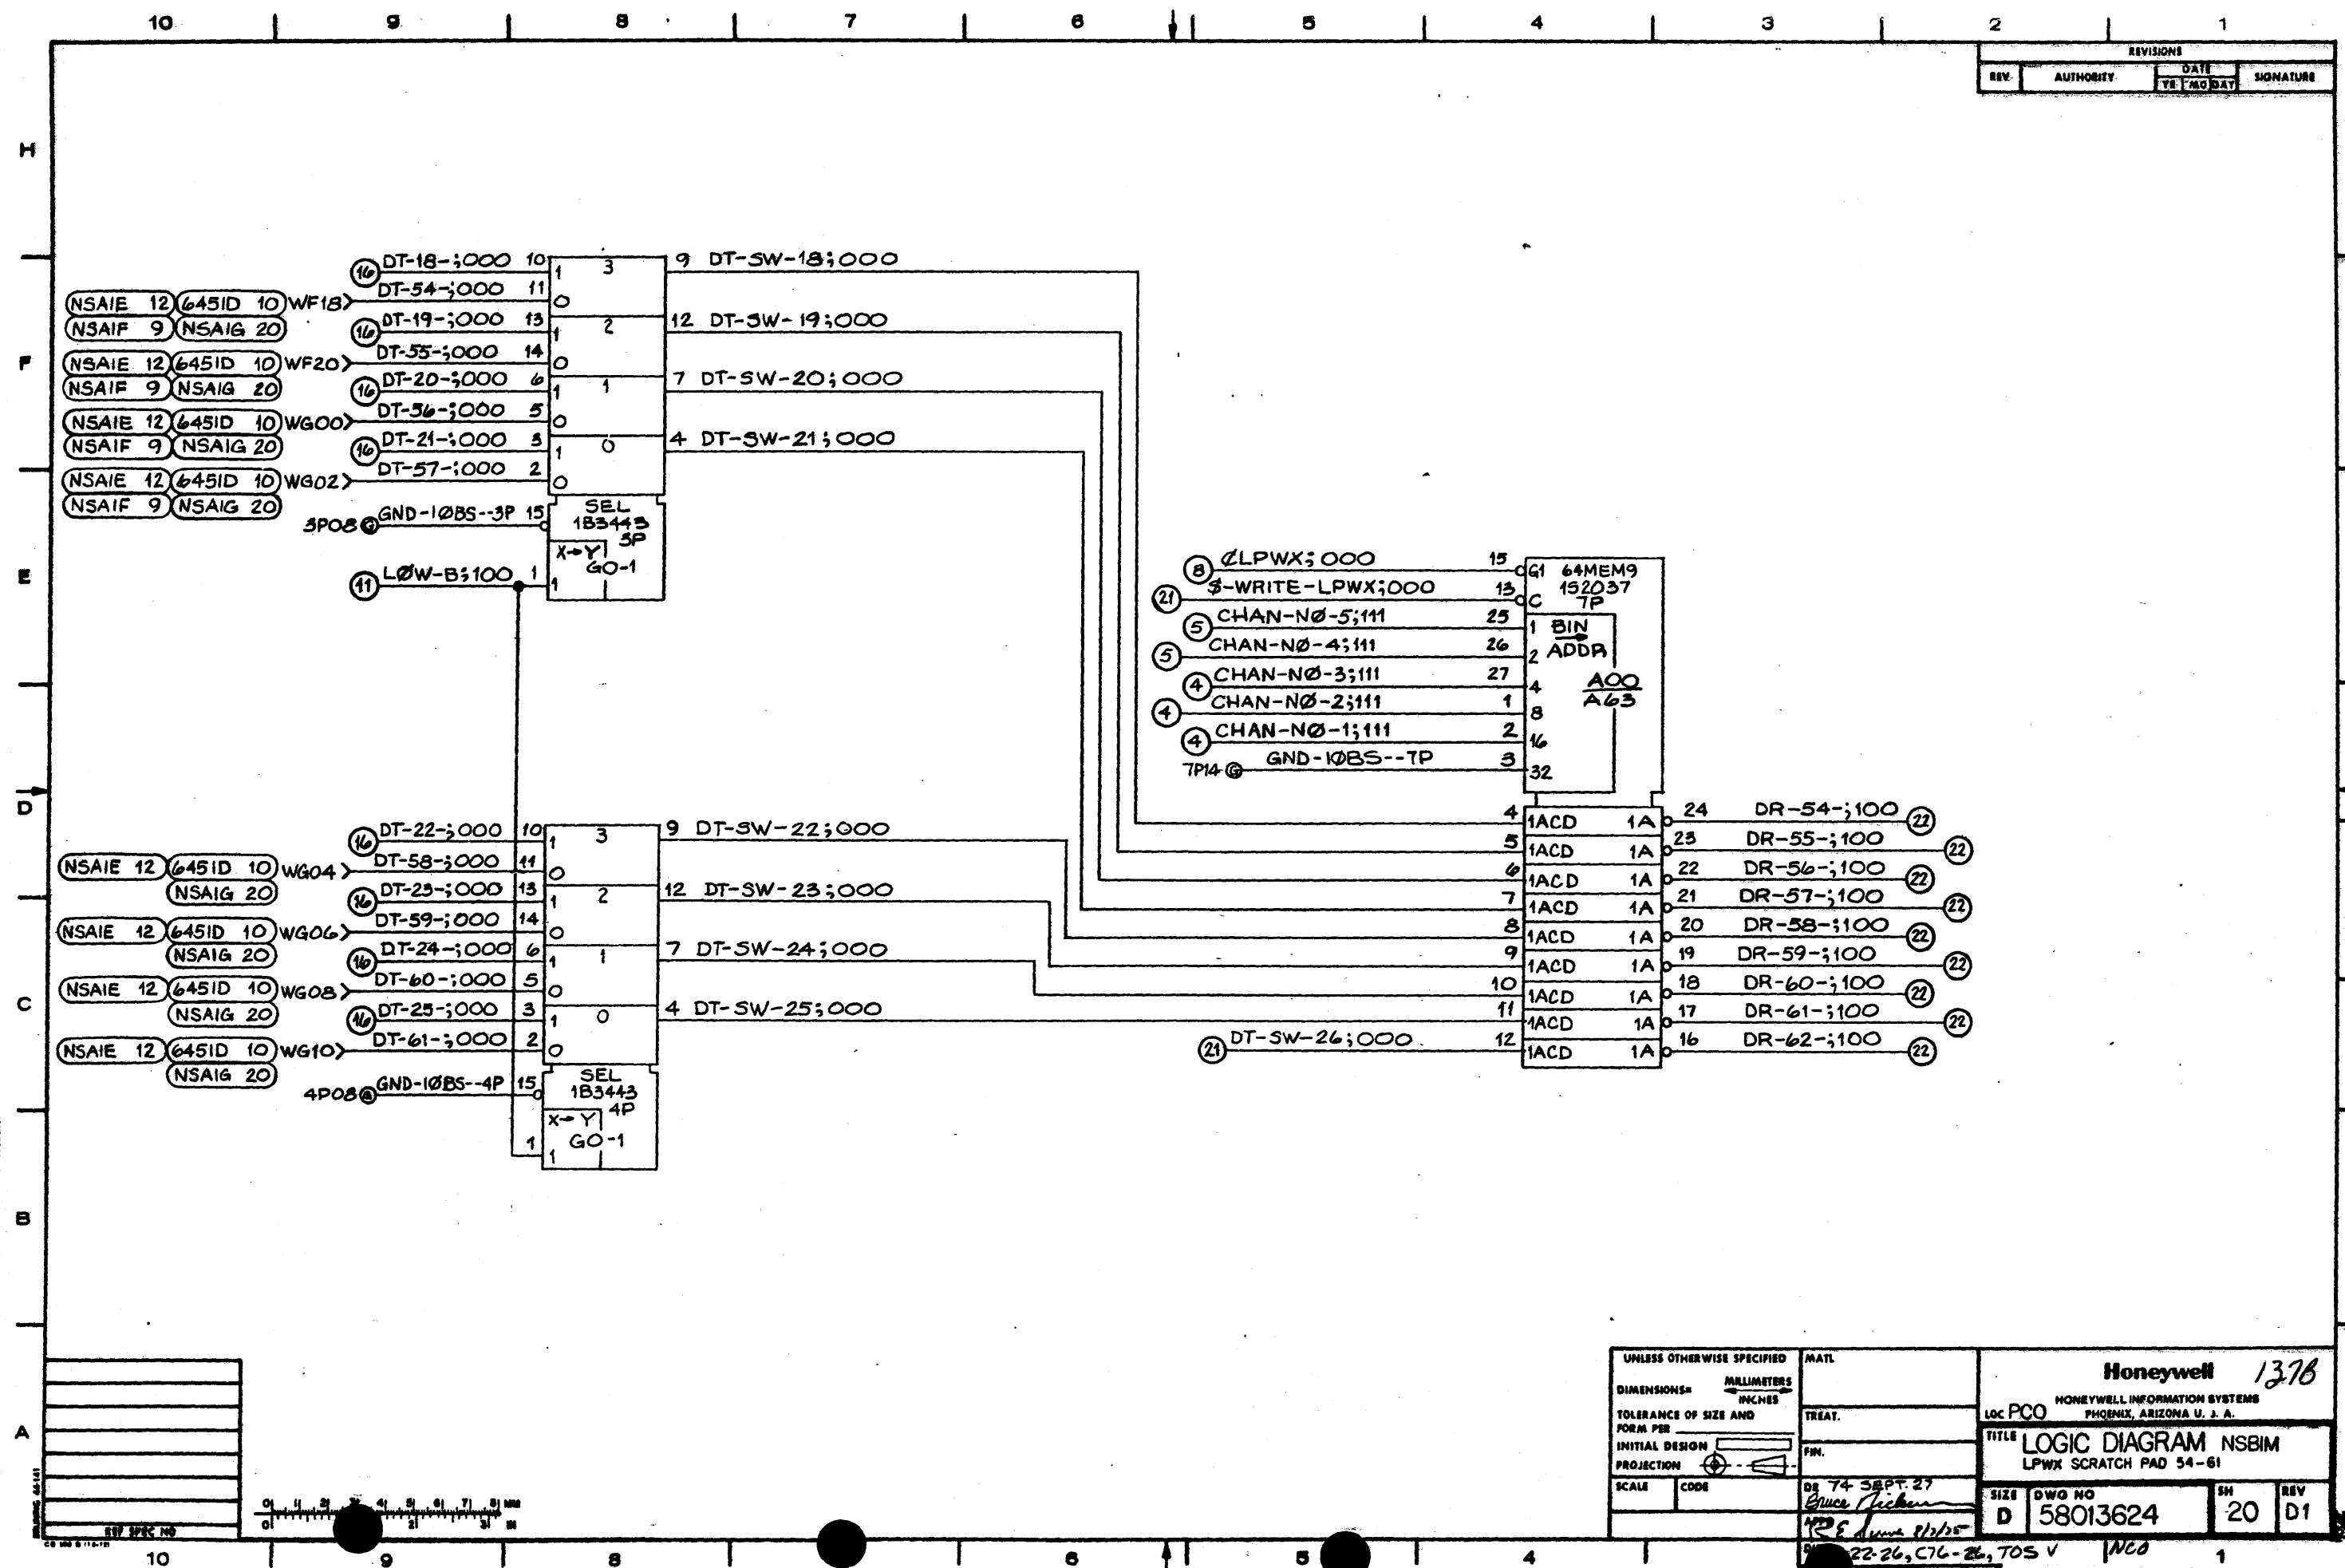 10 9 8 7 6 5 4 3 2 1
REVISIONS
REV. AUTHORITY DATE SIGNATURE
YR MO DAY
H
F
E
D
C
B
A
16 DT-18-;000 10 1 3 9 DT-SW-18;000
NSAIE 12 645ID 10 WF18 DT-54-;000 11 0
NSAIF 9 NSAIG 20
16 DT-19-;000 13 1 2 12 DT-SW-19;000
NSAIE 12 645ID 10 WF20 DT-55-;000 14 0
NSAIF 9 NSAIG 20
16 DT-20-;000 6 1 1 7 DT-SW-20;000
NSAIE 12 645ID 10 WG00 DT-56-;000 5 0
NSAIF 9 NSAIG 20
16 DT-21-;000 3 1 0 4 DT-SW-21;000
NSAIE 12 645ID 10 WG02 DT-57-;000 2 0
NSAIF 9 NSAIG 20
3P08 G GND-1ØBS--3P 15
SEL
1B3443
3P
X→Y
GO-1
11 LØW-B;100 1 1
8 ȻLPWX;000 15 G1
21 $-WRITE-LPWX;000 13 C
5 CHAN-NØ-5;111 25 1
5 CHAN-NØ-4;111 26 2
4 CHAN-NØ-3;111 27 4
4 CHAN-NØ-2;111 1 8
4 CHAN-NØ-1;111 2 16
7P14 G GND-1ØBS--7P 3 32
64MEM9
152037
7P
BIN
→
ADDR
A00
A63
4 1ACD 1A 24 DR-54-;100 22
5 1ACD 1A 23 DR-55-;100 22
6 1ACD 1A 22 DR-56-;100 22
7 1ACD 1A 21 DR-57-;100 22
8 1ACD 1A 20 DR-58-;100 22
9 1ACD 1A 19 DR-59-;100 22
10 1ACD 1A 18 DR-60-;100 22
11 1ACD 1A 17 DR-61-;100 22
21 DT-SW-26;000 12 1ACD 1A 16 DR-62-;100 22
16 DT-22-;000 10 1 3 9 DT-SW-22;000
NSAIE 12 645ID 10 WG04 DT-58-;000 11 0
NSAIG 20
16 DT-23-;000 13 1 2 12 DT-SW-23;000
NSAIE 12 645ID 10 WG06 DT-59-;000 14 0
NSAIG 20
16 DT-24-;000 6 1 1 7 DT-SW-24;000
NSAIE 12 645ID 10 WG08 DT-60-;000 5 0
NSAIG 20
16 DT-25-;000 3 1 0 4 DT-SW-25;000
NSAIE 12 645ID 10 WG10 DT-61-;000 2 0
NSAIG 20
4P08 GND-1ØBS--4P 15
SEL
1B3443
4P
X→Y
GO-1
1 1
REF SPEC NO
MM
IN
UNLESS OTHERWISE SPECIFIED
DIMENSIONS= MILLIMETERS
INCHES
TOLERANCE OF SIZE AND
FORM PER
INITIAL DESIGN
PROJECTION
SCALE CODE
MATL
TREAT.
FIN.
DR 74 SEPT. 27
Bruce
APPD
22-26, C76-26, TOS V NCO
Honeywell 137B
HONEYWELL INFORMATION SYSTEMS
LOC PCO PHOENIX, ARIZONA U. S. A.
TITLE LOGIC DIAGRAM NSBIM
LPWX SCRATCH PAD 54-61
SIZE DWG NO SH REV
D 58013624 20 D1
10 9 8 6 5 4 1